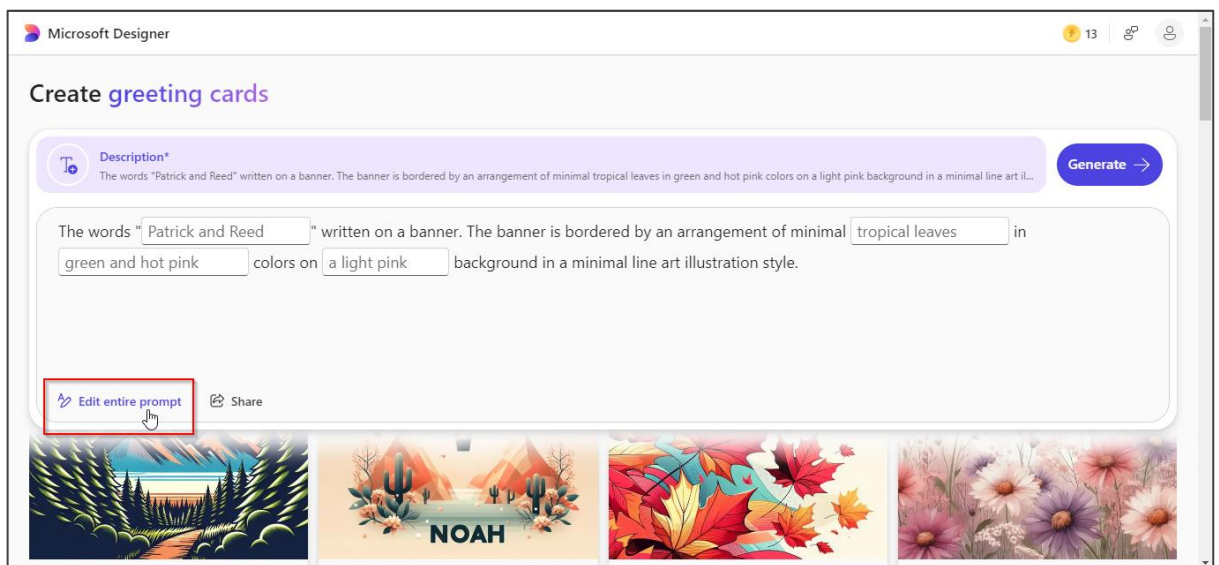 Microsoft Designer
13
Create greeting cards
Description*
The words "Patrick and Reed" written on a banner. The banner is bordered by an arrangement of minimal tropical leaves in green and hot pink colors on a light pink background in a minimal line art il...
Generate
The words "Patrick and Reed" written on a banner. The banner is bordered by an arrangement of minimal tropical leaves in
green and hot pink colors on a light pink background in a minimal line art illustration style.
Edit entire prompt Share
NOAH